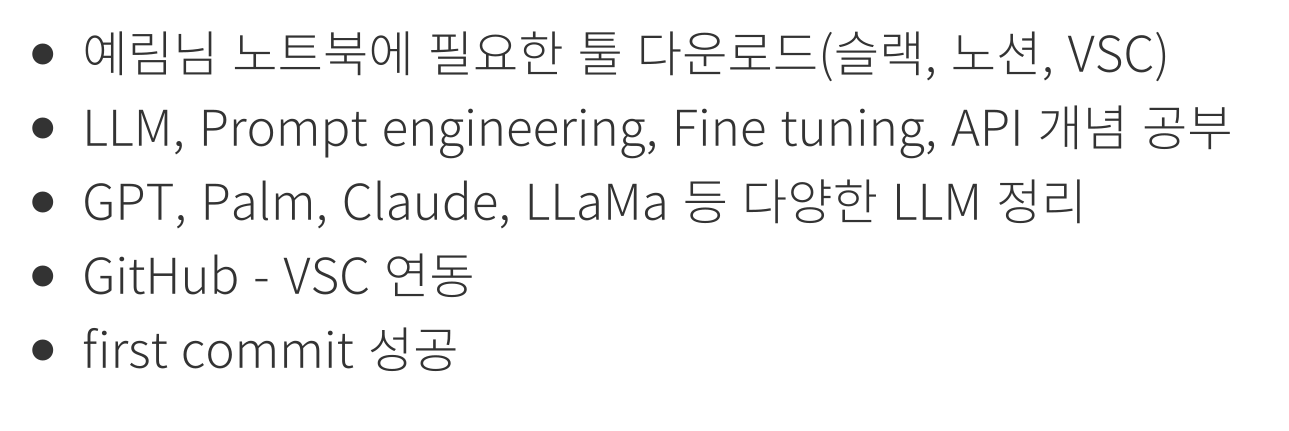 • 예림님 노트북에 필요한 툴 다운로드(슬랙, 노션, VSC)
• LLM, Prompt engineering, Fine tuning, API 개념 공부
• GPT, Palm, Claude, LLaMa 등 다양한 LLM 정리
• GitHub - VSC 연동
• first commit 성공